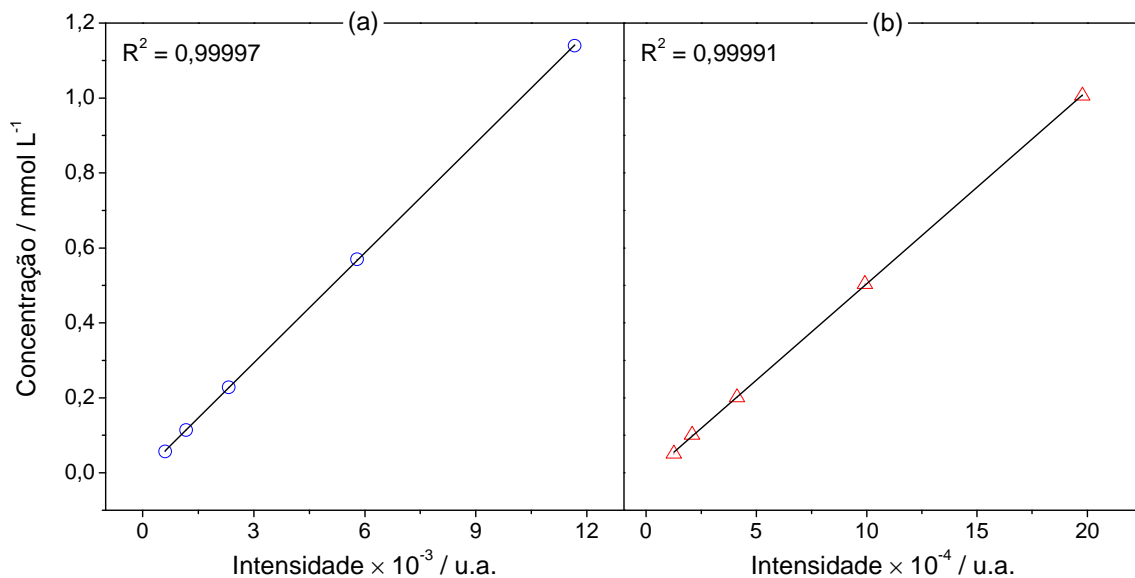 (a)
(b)
R² = 0,99997
R² = 0,99991
Concentração / mmol L⁻¹
1,2
1,0
0,8
0,6
0,4
0,2
0,0
0 3 6 9 12
0 5 10 15 20
Intensidade × 10⁻³ / u.a.
Intensidade × 10⁻⁴ / u.a.